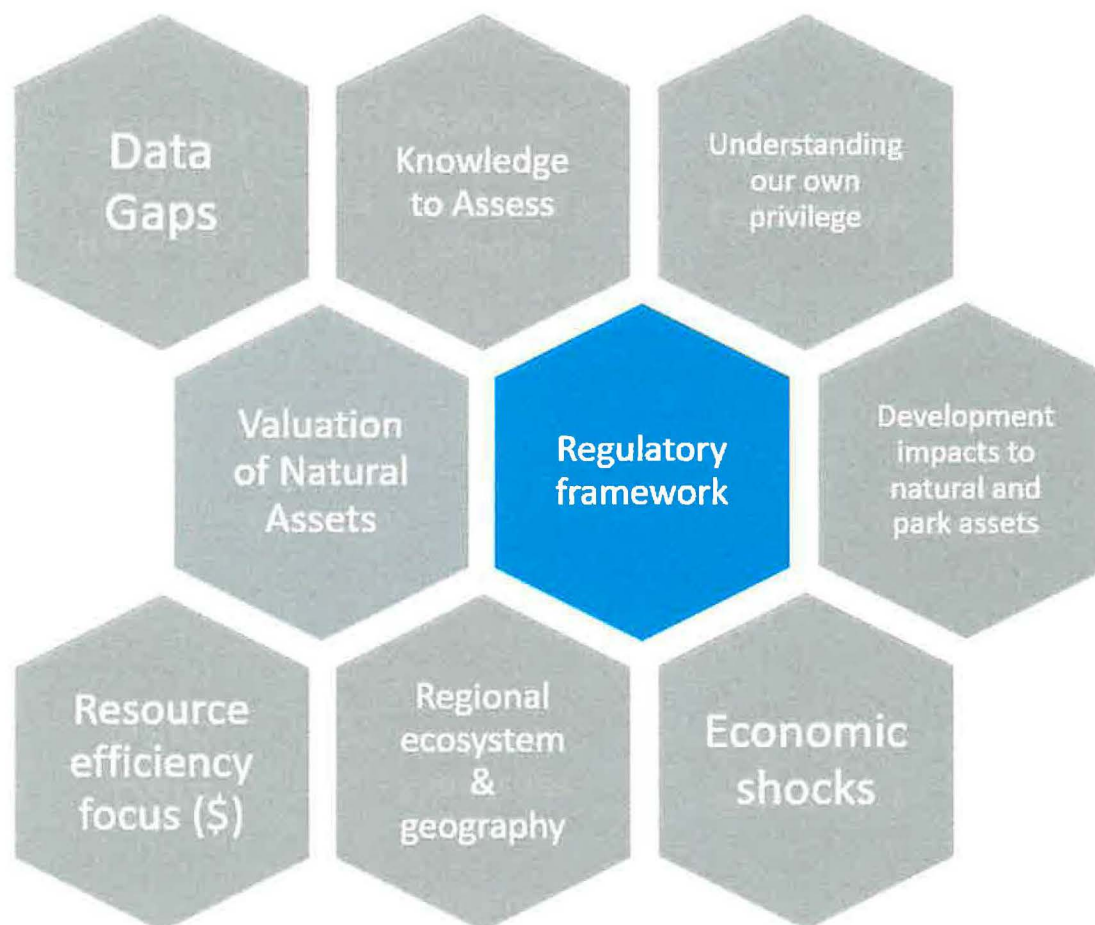 Data
Gaps
Knowledge
to Assess
Understanding
our own
privilege
Valuation
of Natural
Assets
Regulatory
framework
Development
impacts to
natural and
park assets
Resource
efficiency
focus ($)
Regional
ecosystem
&
geography
Economic
shocks